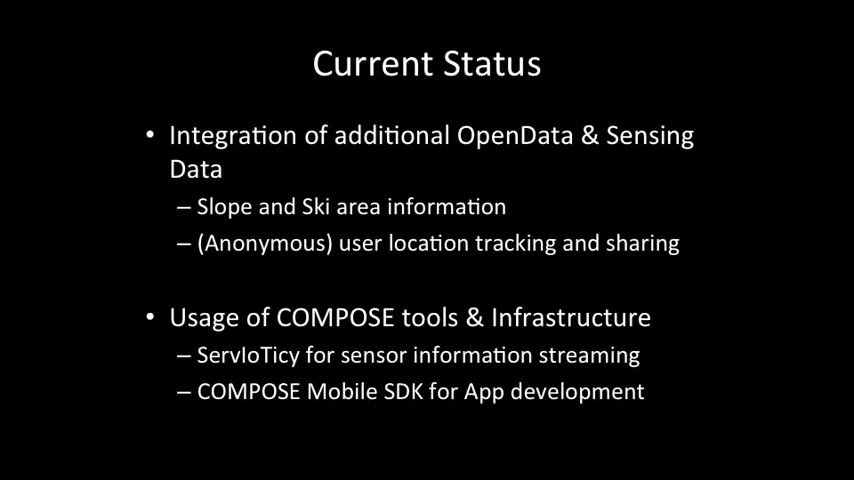 Current Status
• Integration of additional OpenData & Sensing
Data
– Slope and Ski area information
– (Anonymous) user location tracking and sharing
• Usage of COMPOSE tools & Infrastructure
– ServIoTicy for sensor information streaming
– COMPOSE Mobile SDK for App development